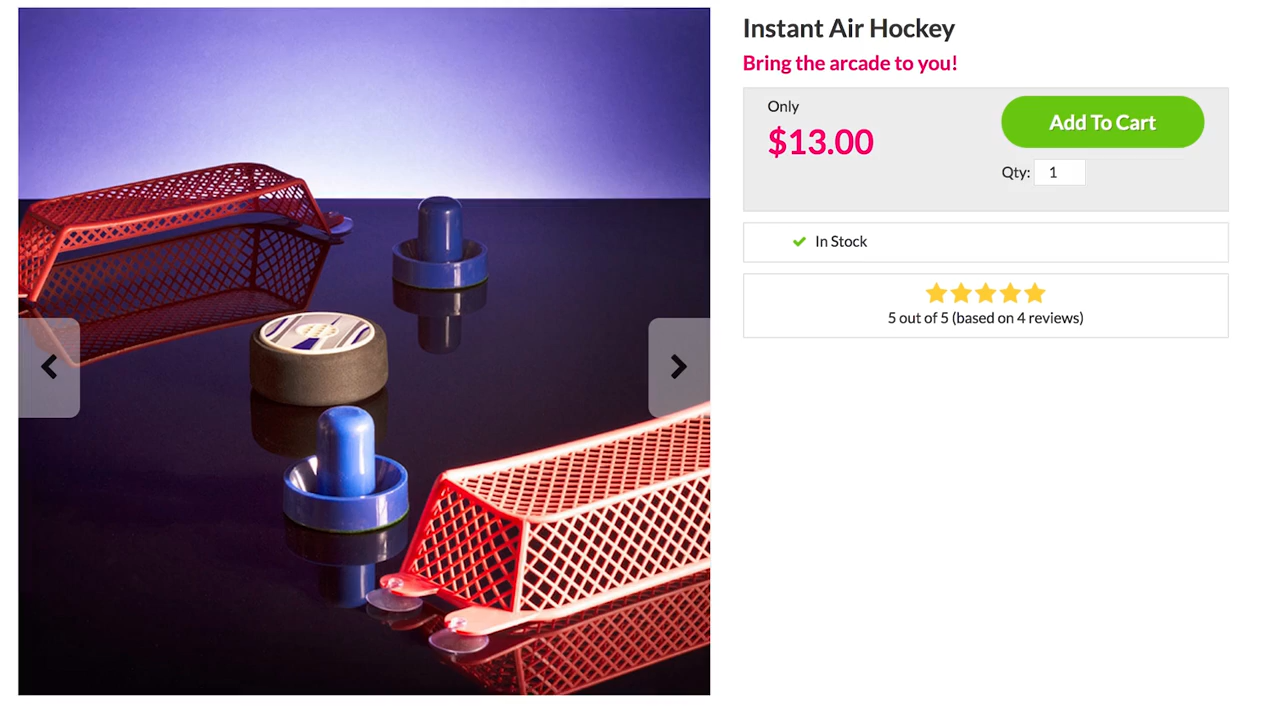 Instant Air Hockey
Bring the arcade to you!
Only
$13.00
Add To Cart
Qty: 1
In Stock
5 out of 5 (based on 4 reviews)